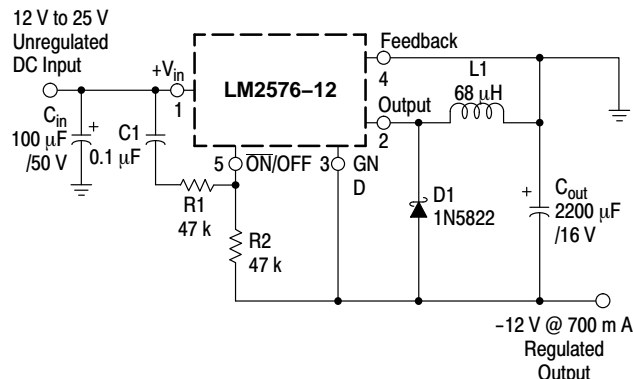 12 V to 25 V
Unregulated
DC Input
Feedback
+Vin
1
LM2576–12
4
L1
68 µH
Output
2
Cin
100 µF
/50 V
+
C1
0.1 µF
5
ON/OFF
3
GN
D
R1
47 k
R2
47 k
D1
1N5822
+
Cout
2200 µF
/16 V
–12 V @ 700 m A
Regulated
Output